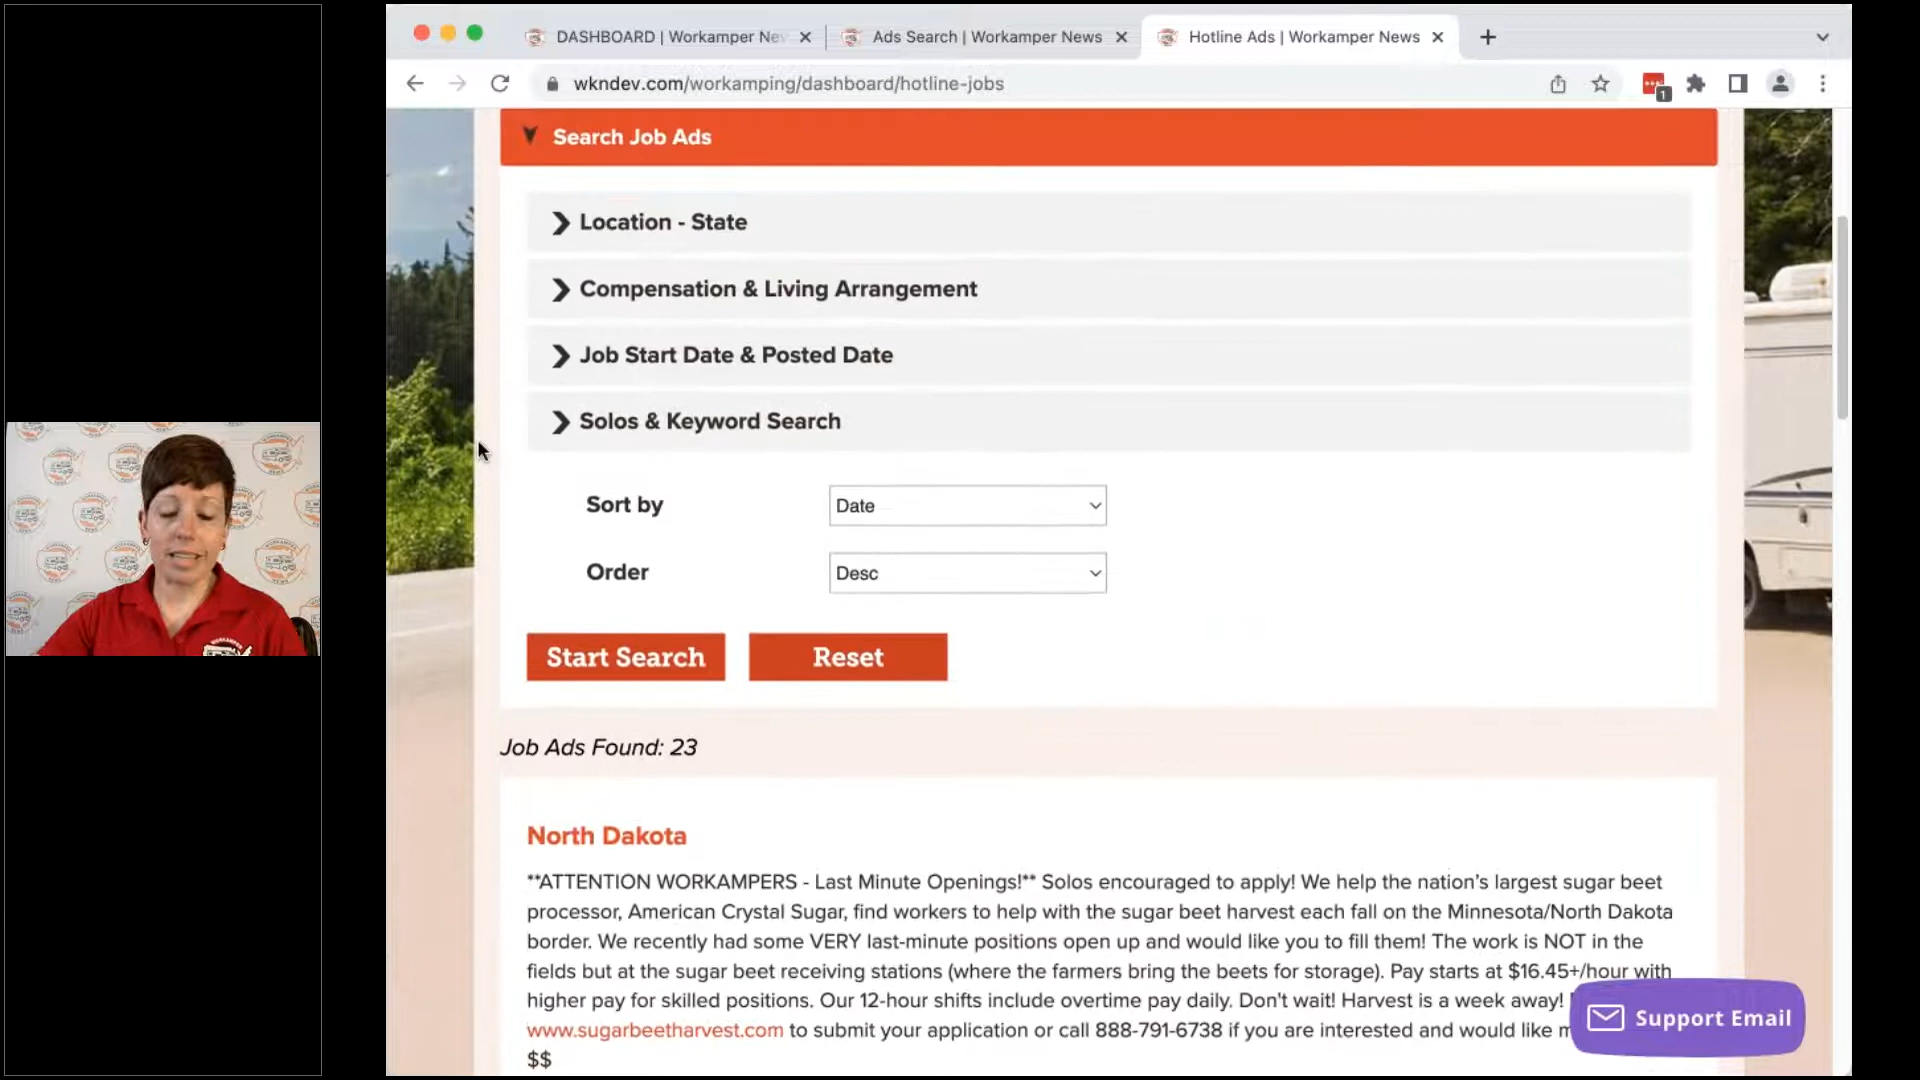 DASHBOARD | Workamper Nev
Ads Search | Workamper News
Hotline Ads | Workamper News
wkndev.com/workamping/dashboard/hotline-jobs
1
Search Job Ads
Location - State
Compensation & Living Arrangement
Job Start Date & Posted Date
Solos & Keyword Search
Sort by
Date
Order
Desc
Start Search
Reset
Job Ads Found: 23
North Dakota
**ATTENTION WORKAMPERS - Last Minute Openings!** Solos encouraged to apply! We help the nation's largest sugar beet
processor, American Crystal Sugar, find workers to help with the sugar beet harvest each fall on the Minnesota/North Dakota
border. We recently had some VERY last-minute positions open up and would like you to fill them! The work is NOT in the
fields but at the sugar beet receiving stations (where the farmers bring the beets for storage). Pay starts at $16.45+/hour with
higher pay for skilled positions. Our 12-hour shifts include overtime pay daily. Don't wait! Harvest is a week away!
www.sugarbeetharvest.com to submit your application or call 888-791-6738 if you are interested and would like
$$
Support Email